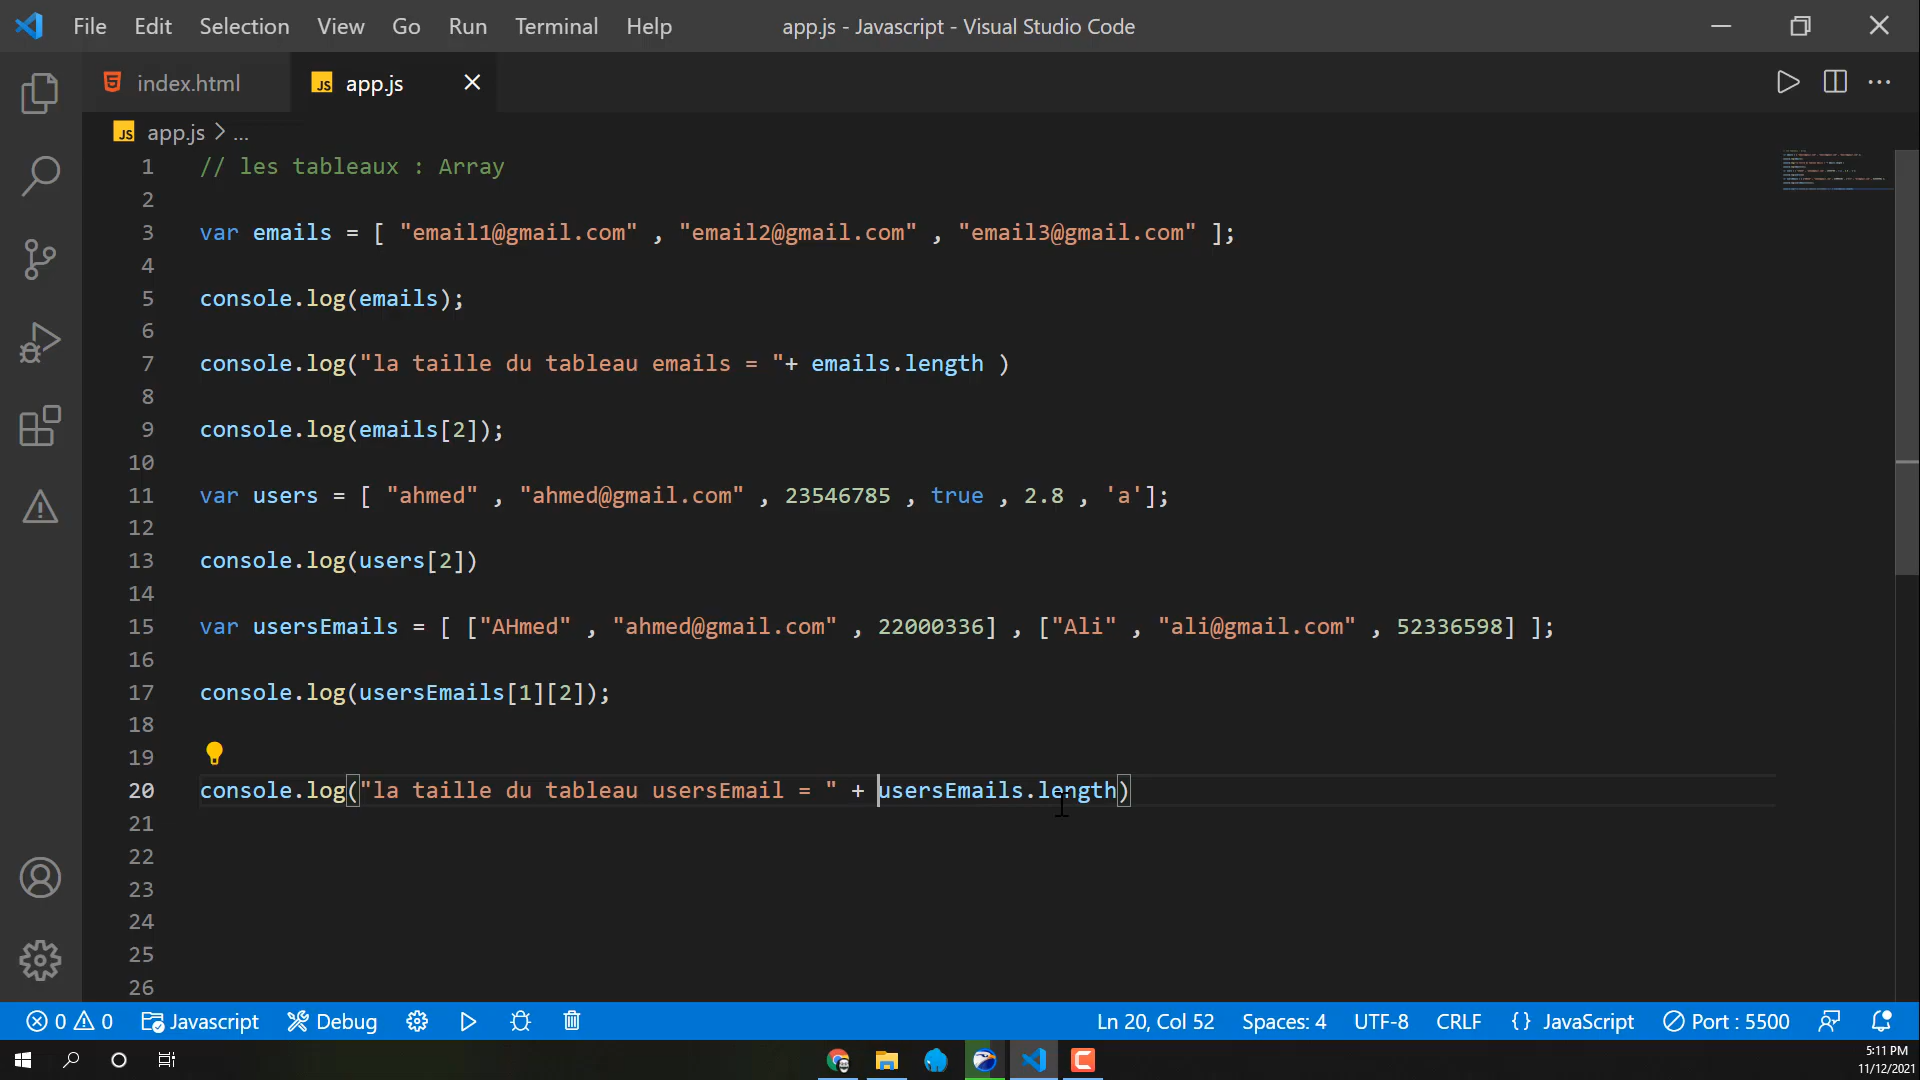 File Edit Selection View Go Run Terminal Help app.js - Javascript - Visual Studio Code
index.html JS app.js
JS app.js > ...
1 // les tableaux : Array
2
3 var emails = [ "email1@gmail.com" , "email2@gmail.com" , "email3@gmail.com" ];
4
5 console.log(emails);
6
7 console.log("la taille du tableau emails = "+ emails.length )
8
9 console.log(emails[2]);
10
11 var users = [ "ahmed" , "ahmed@gmail.com" , 23546785 , true , 2.8 , 'a'];
12
13 console.log(users[2])
14
15 var usersEmails = [ ["AHmed" , "ahmed@gmail.com" , 22000336] , ["Ali" , "ali@gmail.com" , 52336598] ];
16
17 console.log(usersEmails[1][2]);
18
19
20 console.log("la taille du tableau usersEmail = " + usersEmails.length)
21
22
23
24
25
26
0 0 Javascript Debug Ln 20, Col 52 Spaces: 4 UTF-8 CRLF {} JavaScript Port : 5500
5:11 PM
11/12/2021